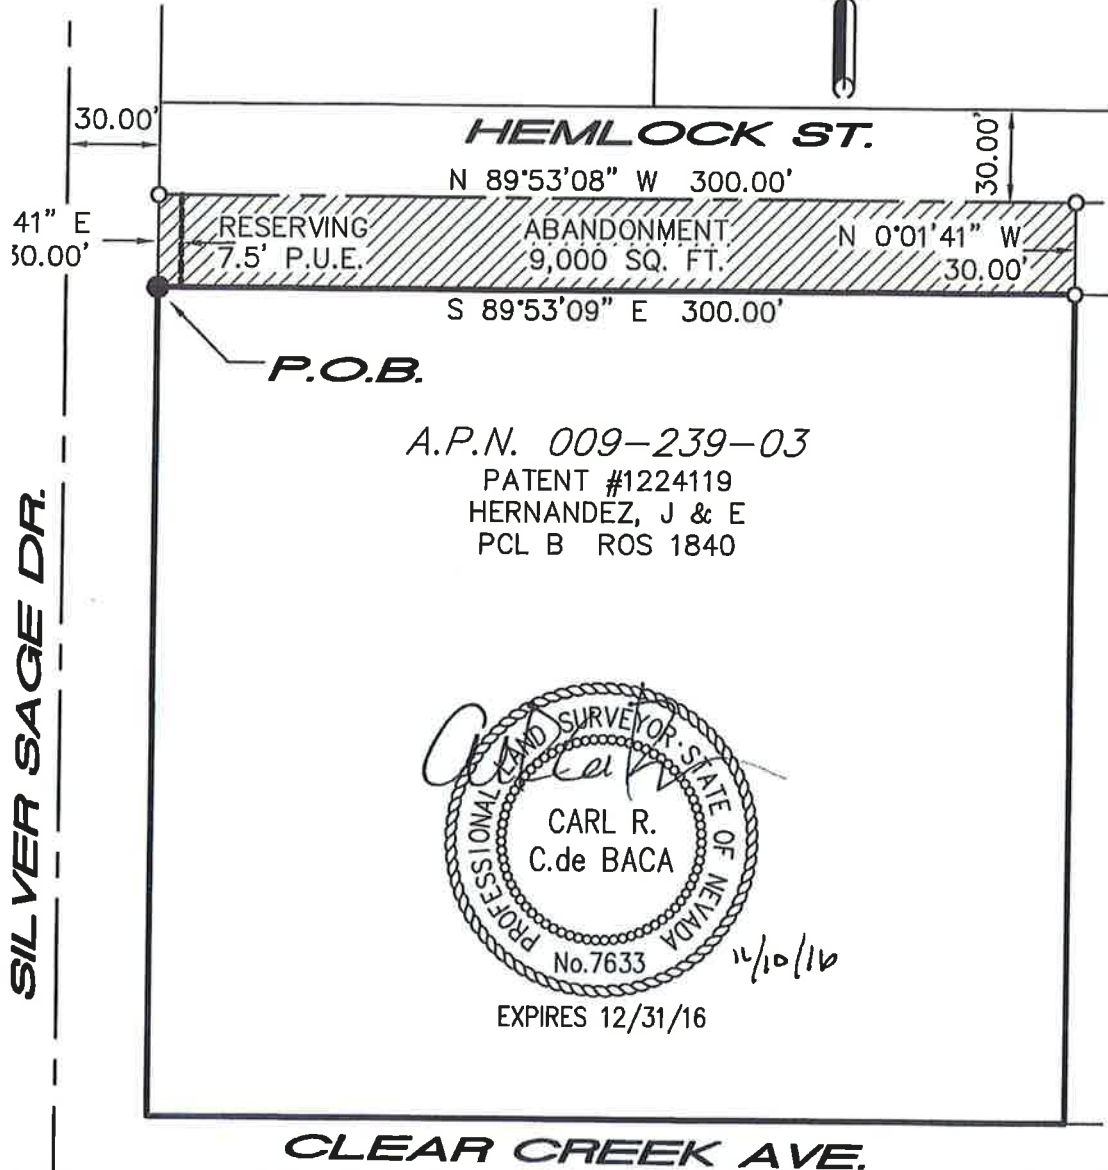 30.00'
HEMLOCK ST.
30.00'
N 89°53'08" W 300.00'
41" E
30.00'
RESERVING
7.5' P.U.E.
ABANDONMENT
9,000 SQ. FT.
N 0°01'41" W
30.00'
S 89°53'09" E 300.00'
P.O.B.
A.P.N. 009-239-03
PATENT #1224119
HERNANDEZ, J & E
PCL B ROS 1840
SILVER SAGE DR.
PROFESSIONAL LAND SURVEYOR · STATE OF NEVADA
CARL R.
C.de BACA
No.7633
11/10/16
EXPIRES 12/31/16
CLEAR CREEK AVE.